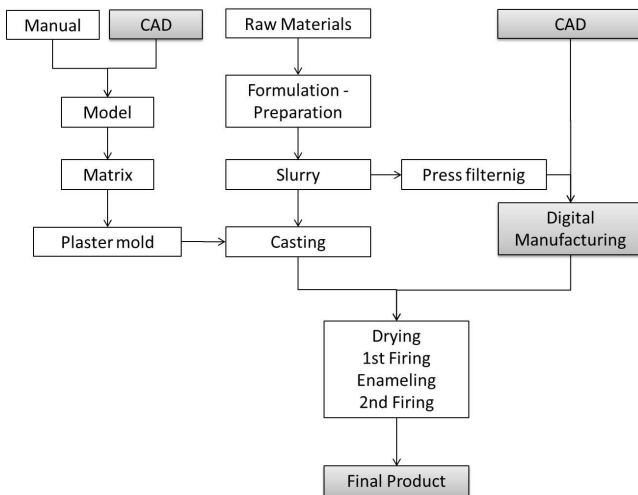 Manual
CAD
Raw Materials
CAD
Formulation -
Preparation
Model
Matrix
Slurry
Press filternig
Plaster mold
Casting
Digital
Manufacturing
Drying
1st Firing
Enameling
2nd Firing
Final Product